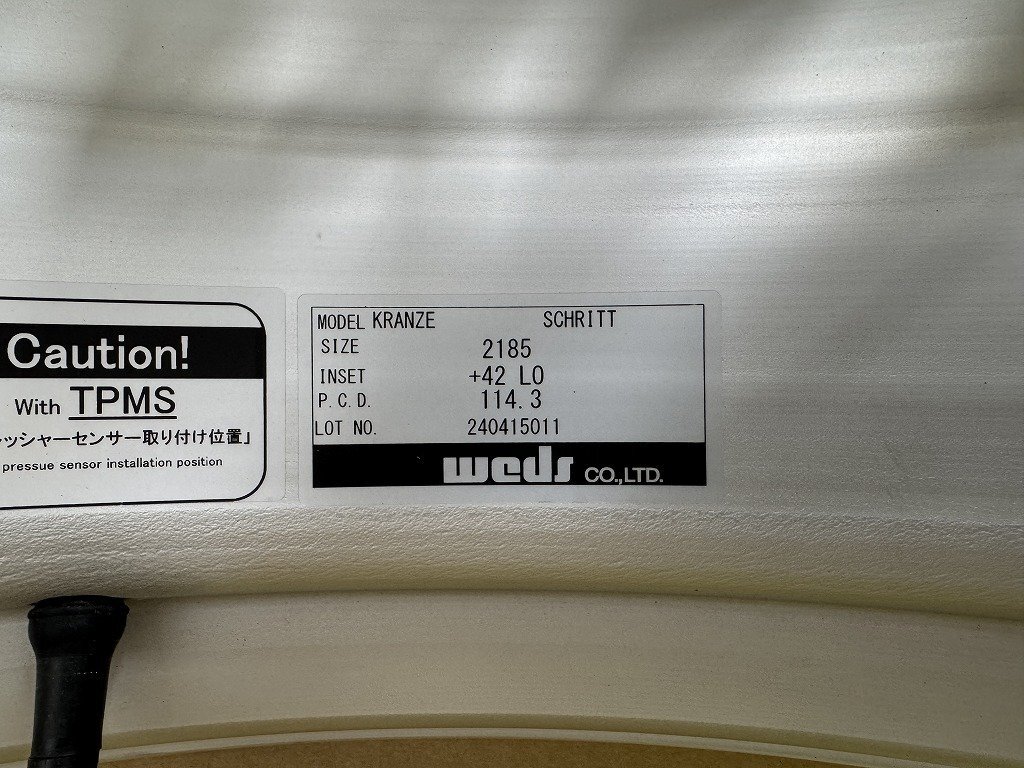 Caution!
With TPMS
ッシャーセンサー取り付け位置」
pressue sensor installation position
MODEL KRANZE SCHRITT
SIZE 2185
INSET +42 LO
P.C.D. 114.3
LOT NO. 240415011
weds CO.,LTD.